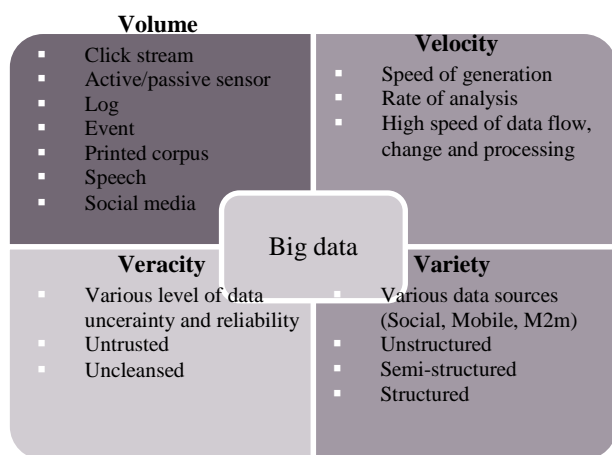 Volume
▪ Click stream
▪ Active/passive sensor
▪ Log
▪ Event
▪ Printed corpus
▪ Speech
▪ Social media
Velocity
▪ Speed of generation
▪ Rate of analysis
▪ High speed of data flow,
change and processing
Big data
Veracity
▪ Various level of data
uncerainty and reliability
▪ Untrusted
▪ Uncleansed
Variety
▪ Various data sources
(Social, Mobile, M2m)
▪ Unstructured
▪ Semi-structured
▪ Structured